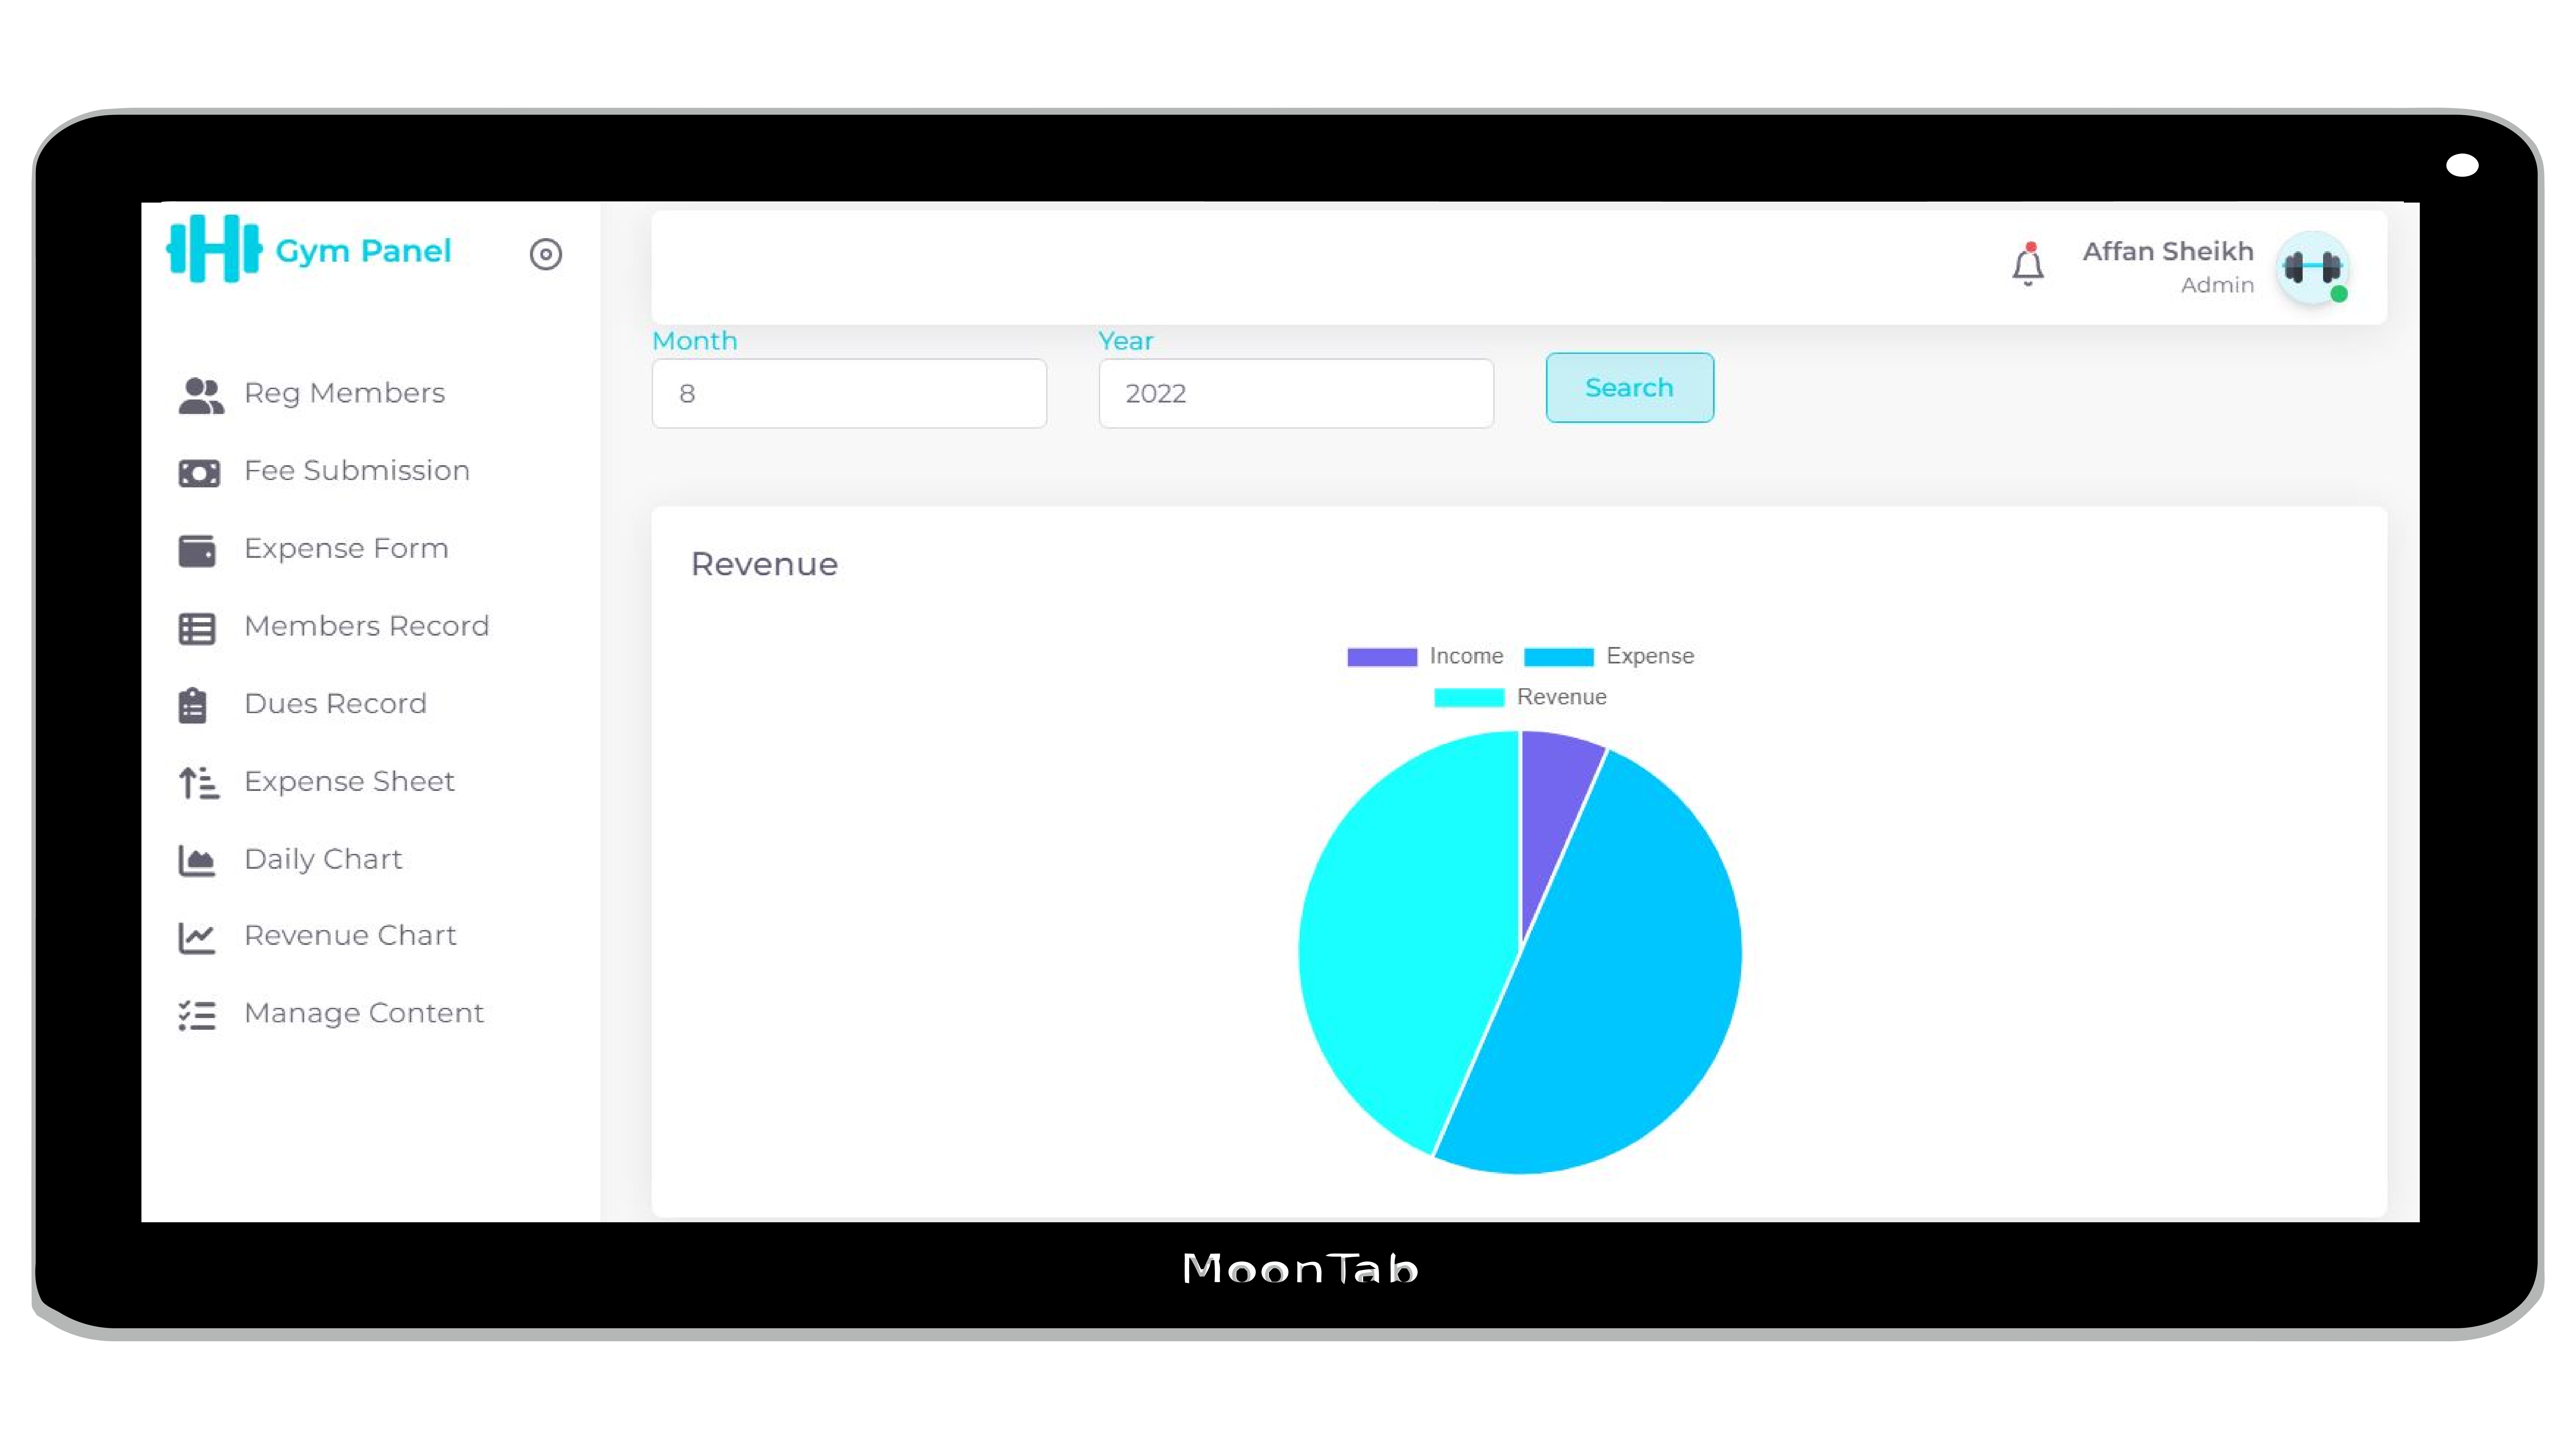 Gym Panel
Affan Sheikh
Admin
Month
Year
8
2022
Search
Reg Members
Fee Submission
Expense Form
Members Record
Dues Record
Expense Sheet
Daily Chart
Revenue Chart
Manage Content
Revenue
Income
Expense
Revenue
MoonTab